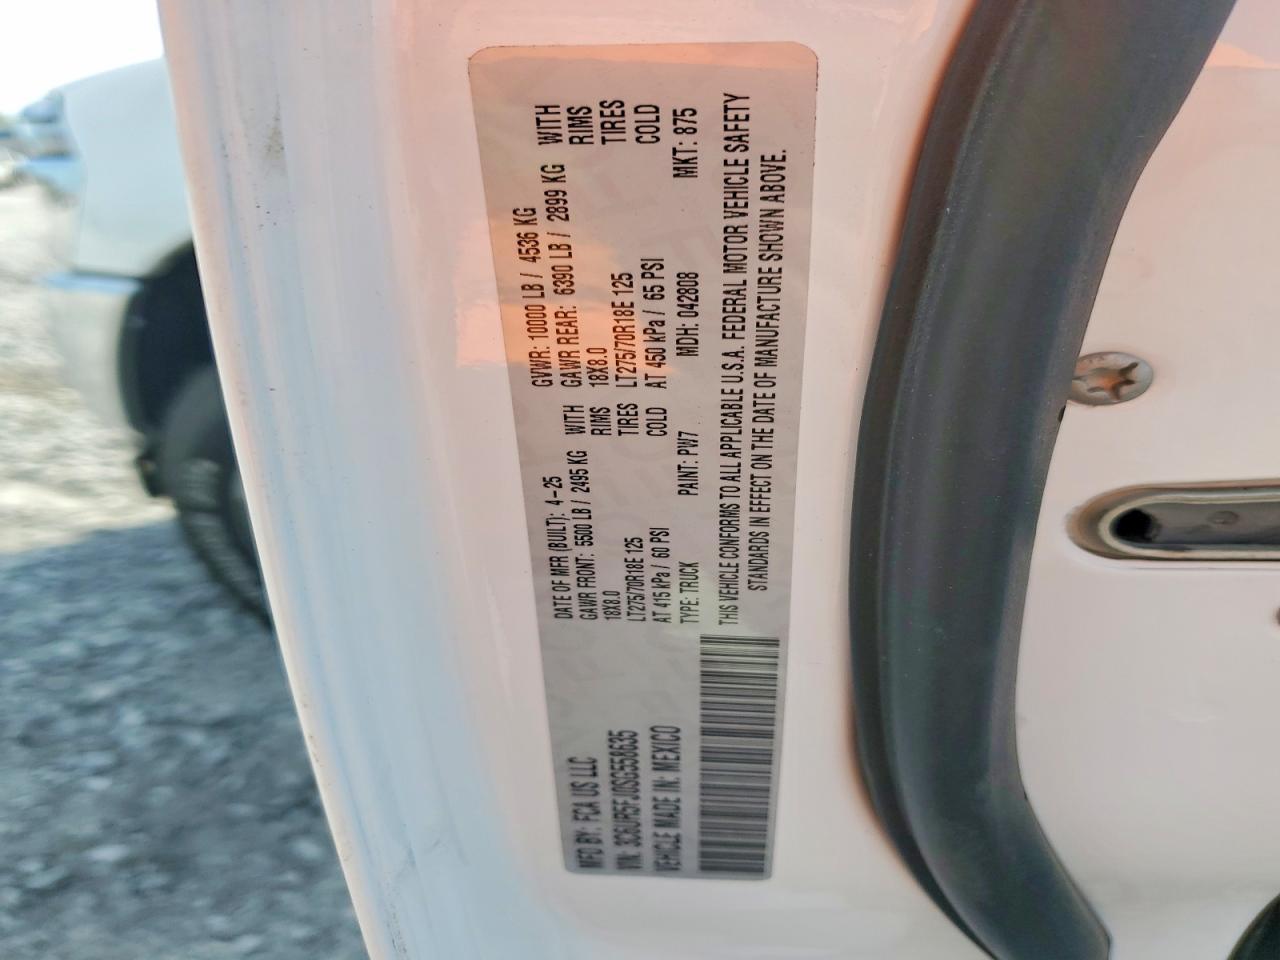 MFD BY: FCA US LLC
DATE OF MFR (BUILT): 4-25
GVWR: 10000 LB / 4536 KG
GAWR FRONT: 5500 LB / 2495 KG WITH
18X8.0 RIMS
LT275/70R18E 125 TIRES
AT 415 kPa / 60 PSI COLD
GAWR REAR: 6390 LB / 2899 KG WITH
18X8.0 RIMS
LT275/70R18E 125 TIRES
AT 450 kPa / 65 PSI COLD
VIN: 3C6UR5FJ0SG558635
VEHICLE MADE IN: MEXICO
TYPE: TRUCK PAINT: PW7 MDH: 042808 MKT: 875
THIS VEHICLE CONFORMS TO ALL APPLICABLE U.S.A. FEDERAL MOTOR VEHICLE SAFETY
STANDARDS IN EFFECT ON THE DATE OF MANUFACTURE SHOWN ABOVE.